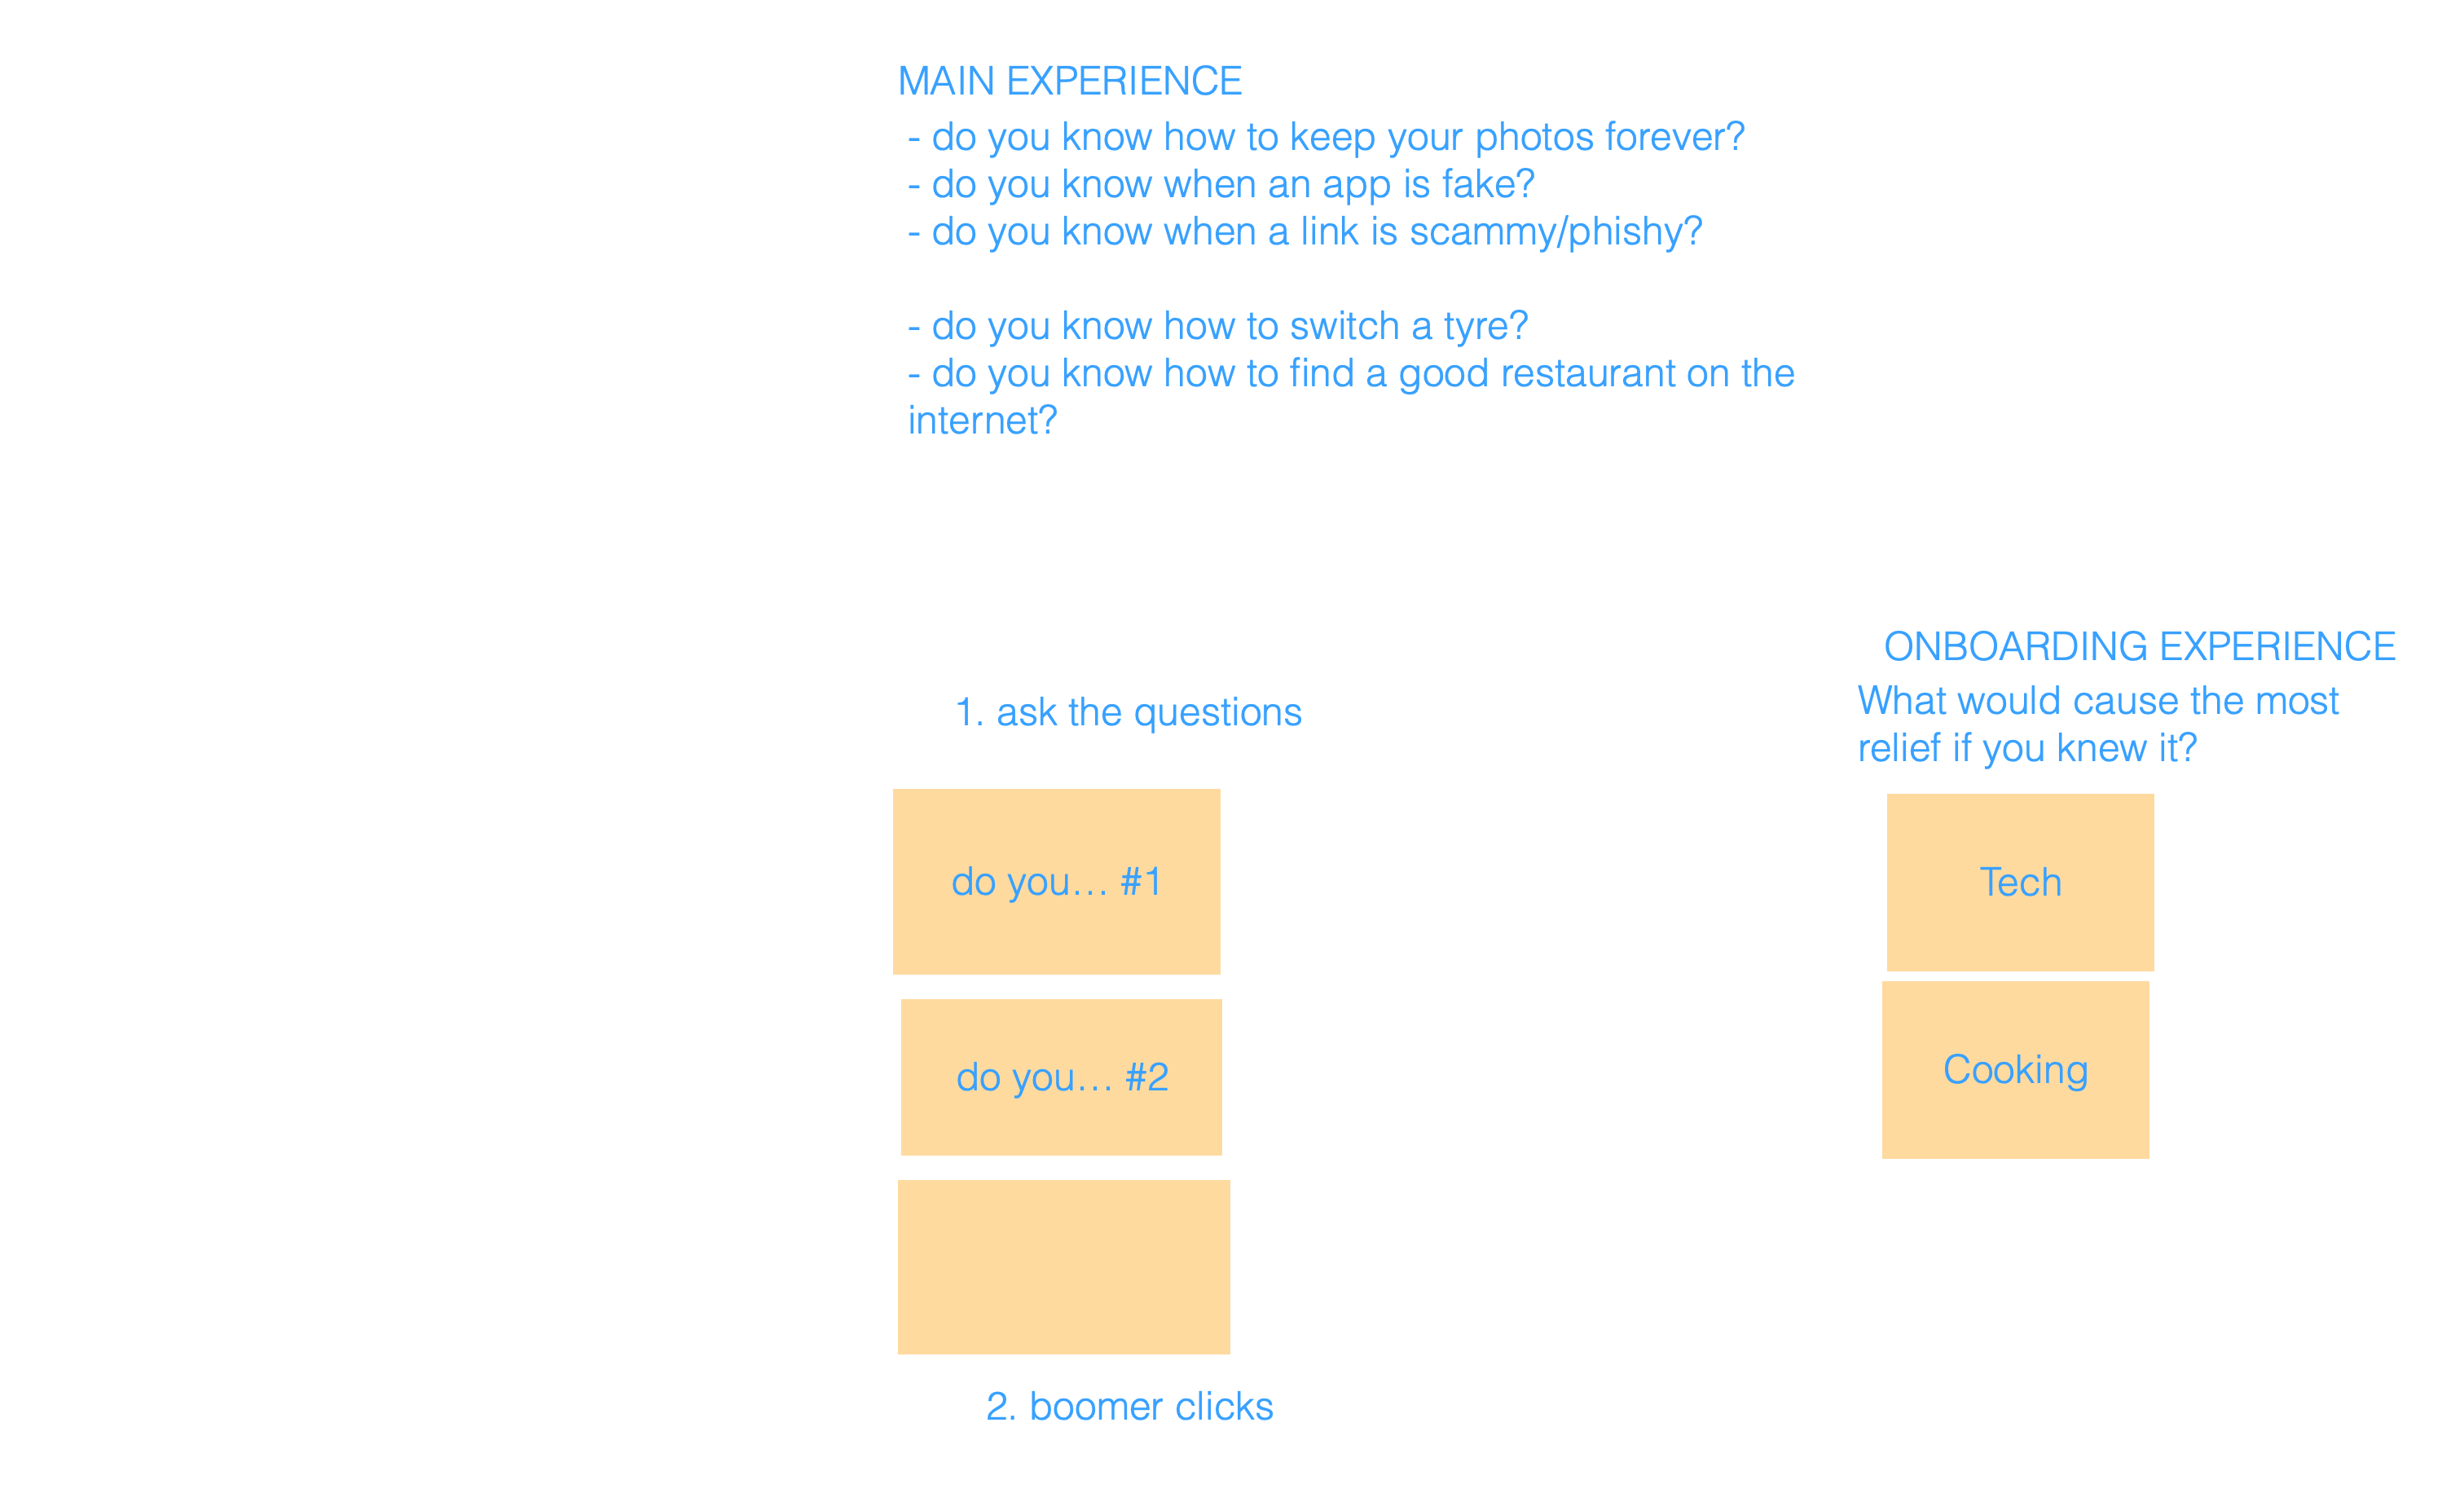 MAIN EXPERIENCE
- do you know how to keep your photos forever?
- do you know when an app is fake?
- do you know when a link is scammy/phishy?
- do you know how to switch a tyre?
- do you know how to find a good restaurant on the
internet?
1. ask the questions
do you… #1
do you… #2
2. boomer clicks
ONBOARDING EXPERIENCE
What would cause the most
relief if you knew it?
Tech
Cooking